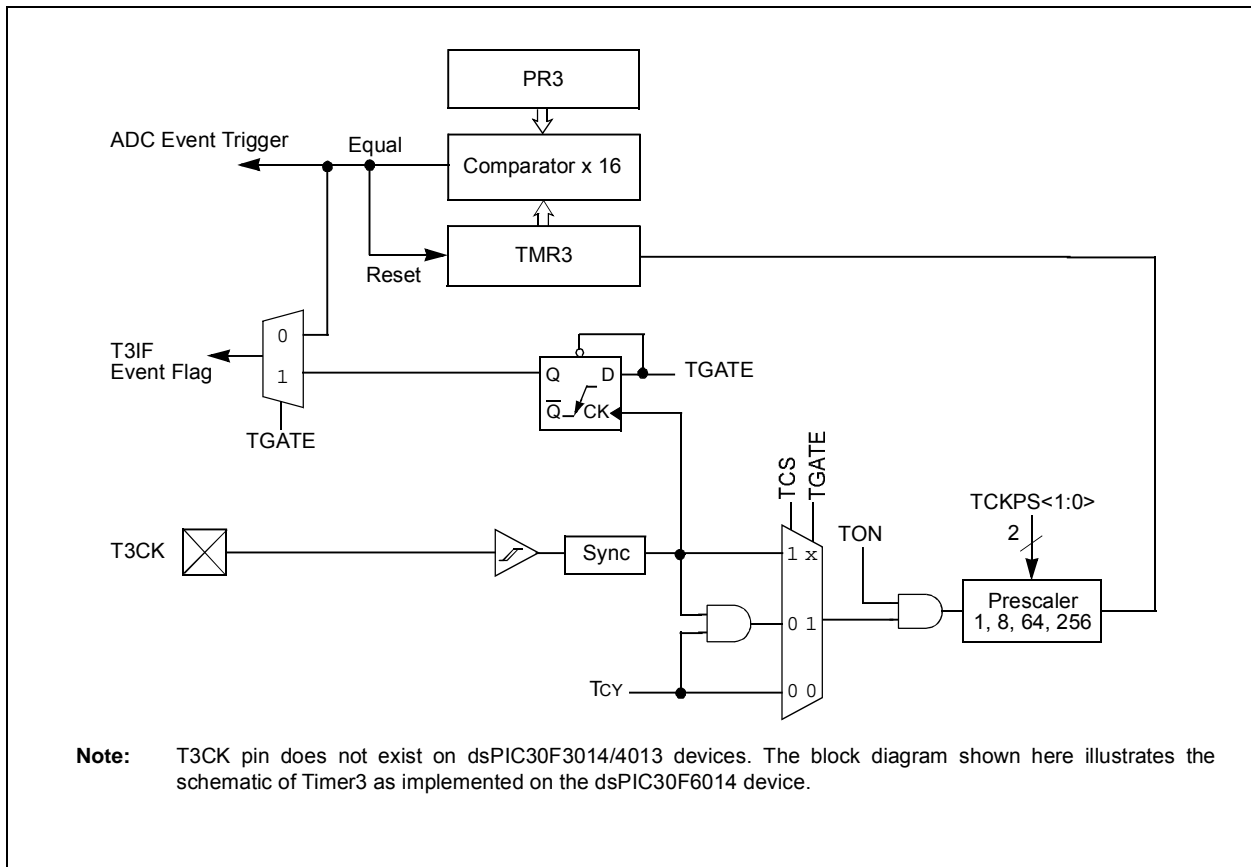 PR3
ADC Event Trigger
Equal
Comparator x 16
TMR3
Reset
0
T3IF
Event Flag
1
Q D
TGATE
Q CK
TGATE
TCS
TGATE
TCKPS<1:0>
2
T3CK
Sync
1 x
TON
Prescaler
1, 8, 64, 256
0 1
TCY
0 0
Note: T3CK pin does not exist on dsPIC30F3014/4013 devices. The block diagram shown here illustrates the
schematic of Timer3 as implemented on the dsPIC30F6014 device.